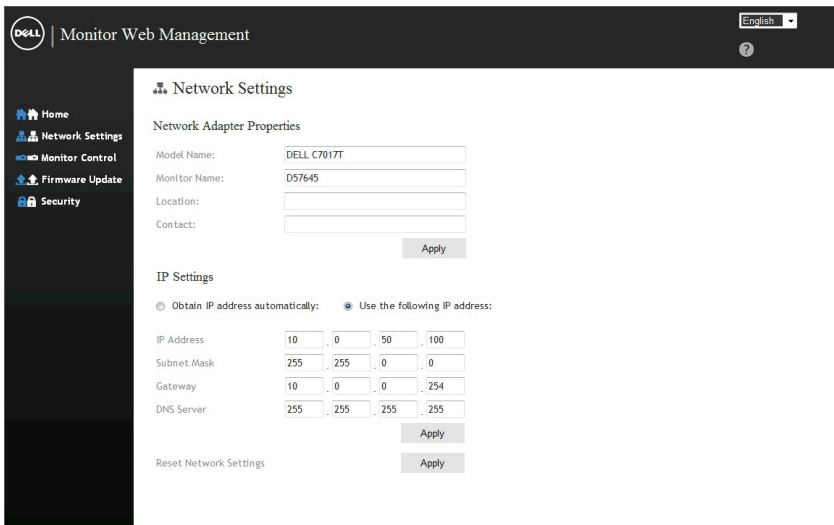 DELL | Monitor Web Management
English
?
Home
Network Settings
Monitor Control
Firmware Update
Security
Network Settings
Network Adapter Properties
Model Name: DELL C7017T
Monitor Name: D57645
Location:
Contact:
Apply
IP Settings
Obtain IP address automatically: Use the following IP address:
IP Address 10 . 0 . 50 . 100
Subnet Mask 255 . 255 . 0 . 0
Gateway 10 . 0 . 0 . 254
DNS Server 255 . 255 . 255 . 255
Apply
Reset Network Settings Apply